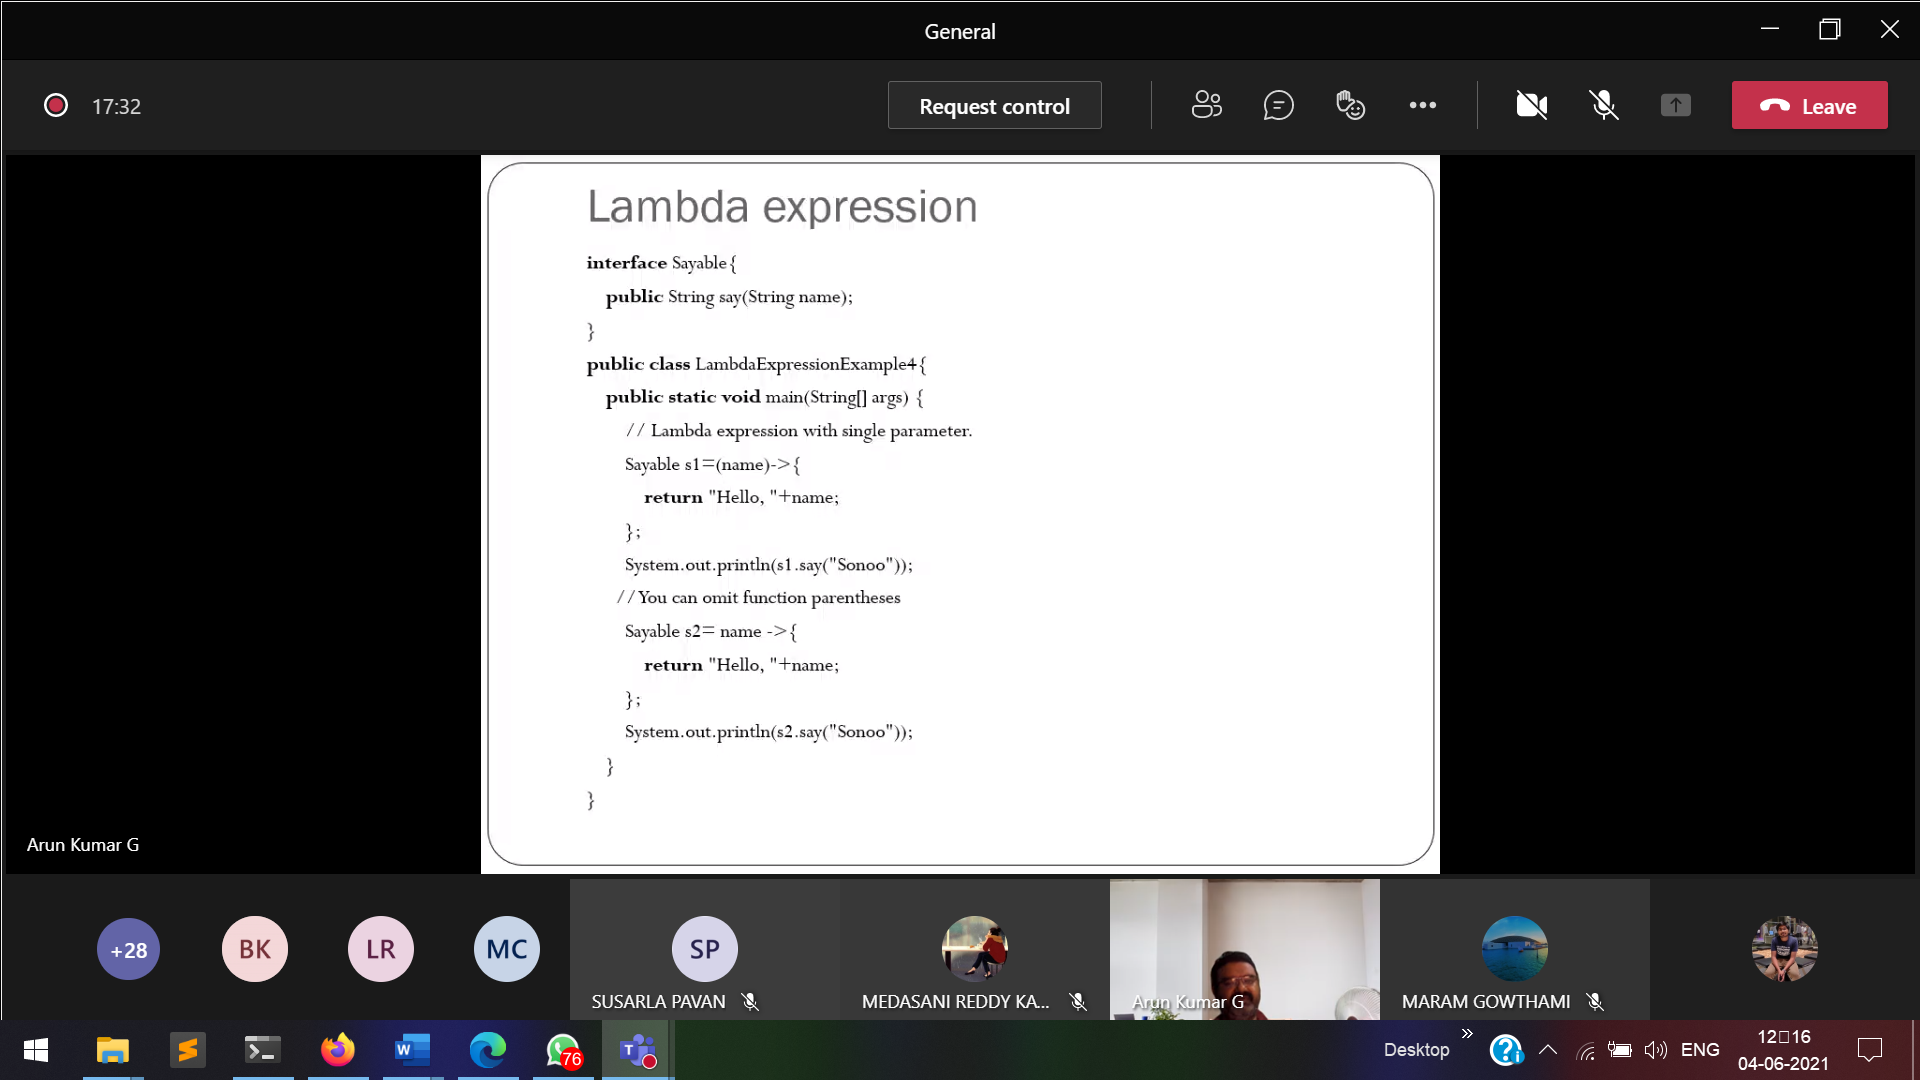 General
17:32
Request control
Leave
Lambda expression
interface Sayable{
public String say(String name);
}
public class LambdaExpressionExample4{
public static void main(String[] args) {
// Lambda expression with single parameter.
Sayable s1=(name)->{
return "Hello, "+name;
};
System.out.println(s1.say("Sonoo"));
//You can omit function parentheses
Sayable s2= name ->{
return "Hello, "+name;
};
System.out.println(s2.say("Sonoo"));
}
}
Arun Kumar G
+28
BK
LR
MC
SP
SUSARLA PAVAN
MEDASANI REDDY KA...
Arun Kumar G
MARAM GOWTHAMI
W
76
T
Desktop
»
?
ENG
12▯16
04-06-2021